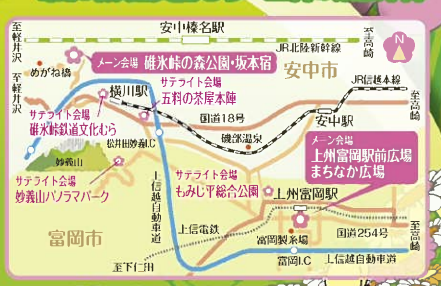 安中榛名駅
至軽井沢
至高崎
JR北陸新幹線
メーン会場 碓氷峠の森公園・坂本宿
安中市
めがね橋
至軽井沢
横川駅
サテライト会場
五料の茶屋本陣
JR信越本線
至高崎
サテライト会場
碓氷峠鉄道文化むら
国道18号
安中駅
松井田妙義I.C
磯部温泉
メーン会場
上州富岡駅前広場
まちなか広場
妙義山
サテライト会場
妙義山パノラマパーク
サテライト会場
もみじ平総合公園
上信越自動車道
上州富岡駅
富岡市
上信電鉄
富岡製糸場
国道254号
至高崎
至下仁田
富岡I.C
上信越自動車道
N